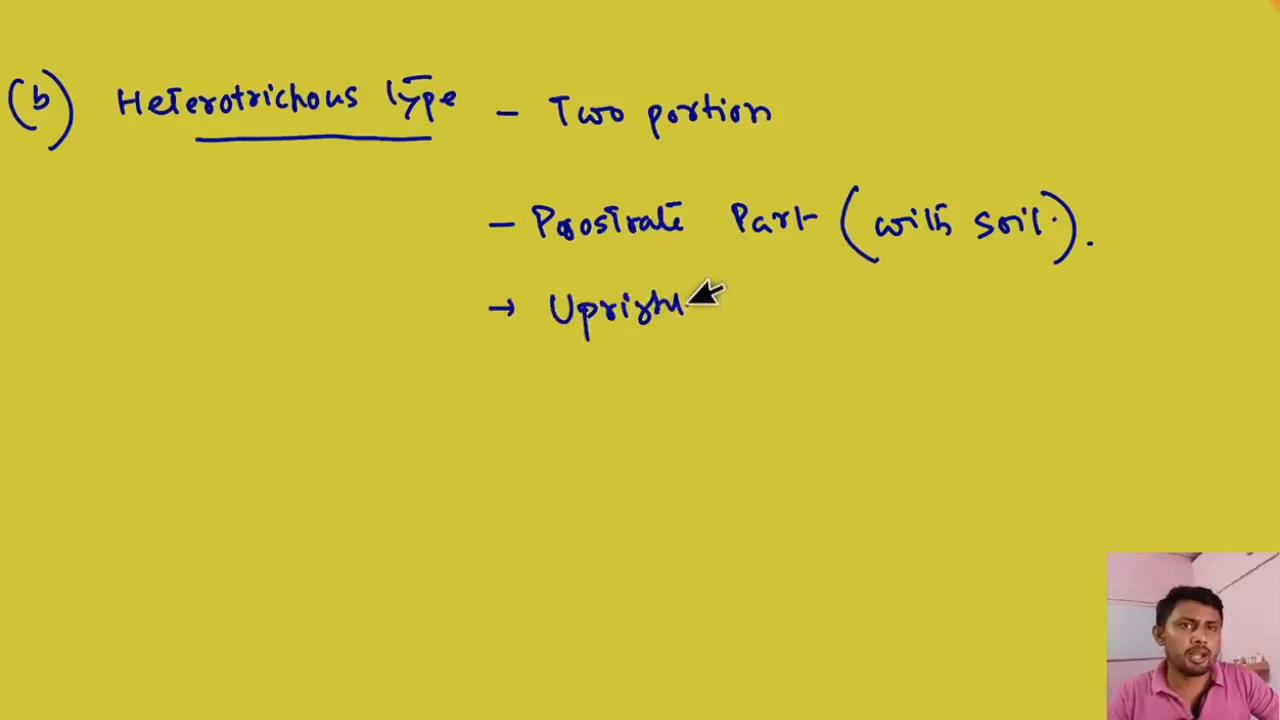 (b) Heterotrichous Type - Two portion
- Prostrate Part (with soil).
→ Upright